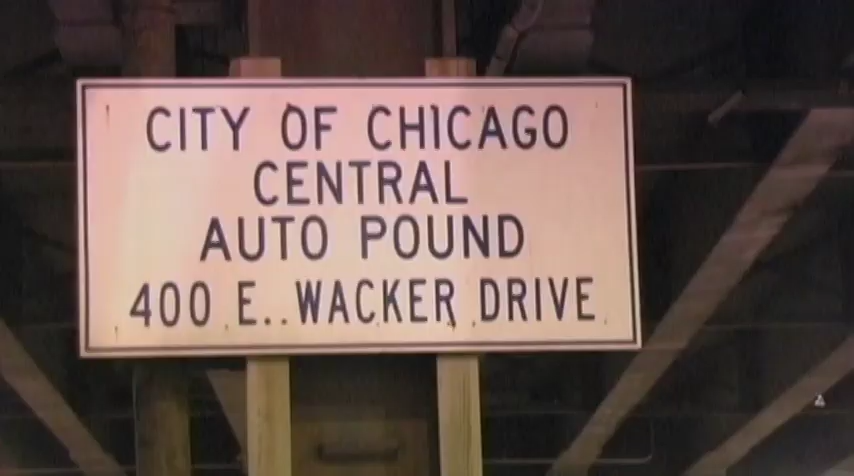 CITY OF CHICAGO
CENTRAL
AUTO POUND
400 E.. WACKER DRIVE